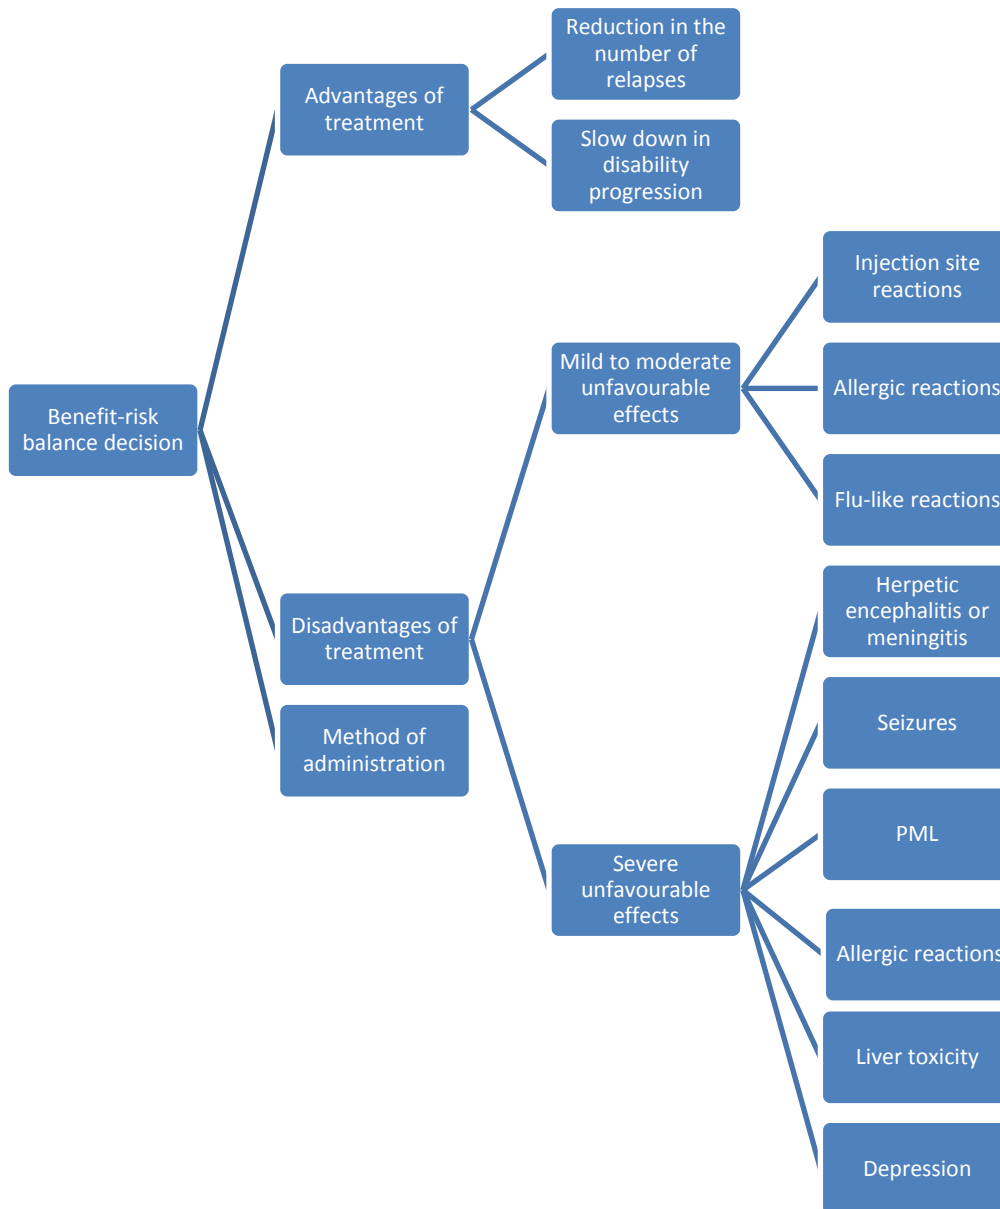 Reduction in the
number of
relapses
Advantages of
treatment
Slow down in
disability
progression
Injection site
reactions
Mild to moderate
unfavourable
effects
Allergic reactions
Benefit-risk
balance decision
Flu-like reactions
Herpetic
encephalitis or
meningitis
Disadvantages of
treatment
Seizures
Method of
administration
PML
Severe
unfavourable
effects
Allergic reactions
Liver toxicity
Depression